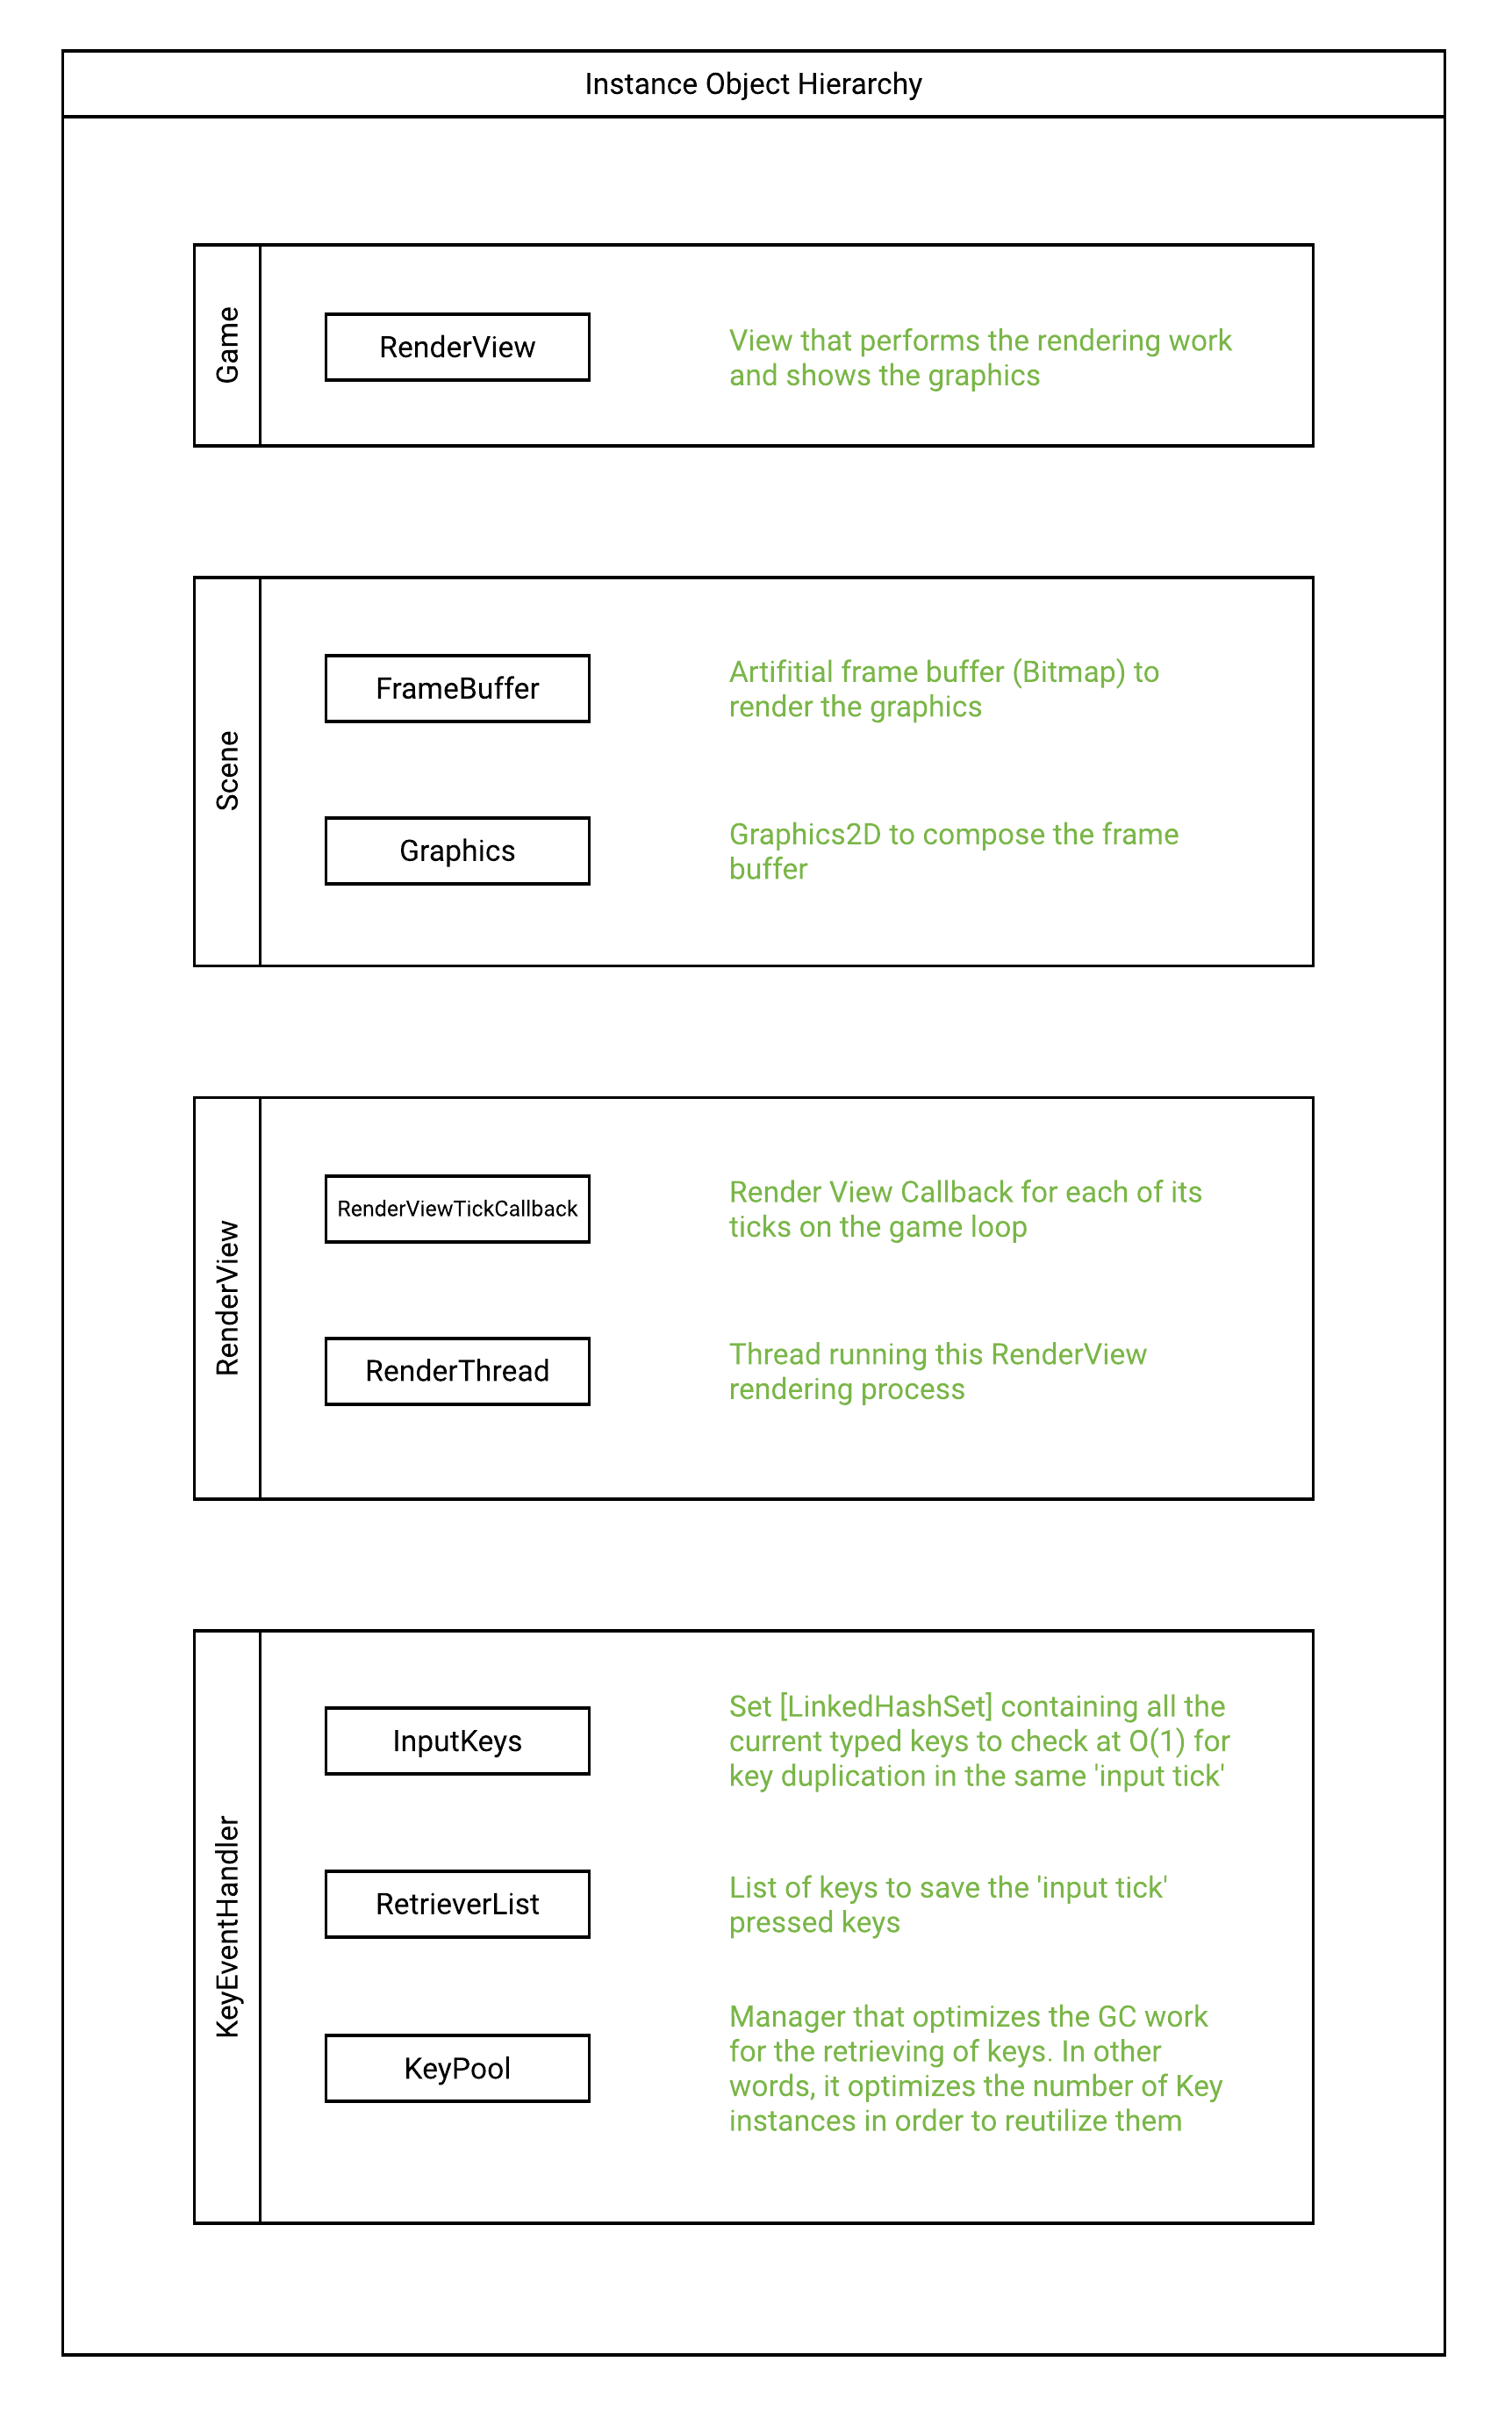 Instance Object Hierarchy
Game
RenderView
View that performs the rendering work
and shows the graphics
Scene
FrameBuffer
Artifitial frame buffer (Bitmap) to
render the graphics
Graphics
Graphics2D to compose the frame
buffer
RenderView
RenderViewTickCallback
Render View Callback for each of its
ticks on the game loop
RenderThread
Thread running this RenderView
rendering process
KeyEventHandler
InputKeys
Set [LinkedHashSet] containing all the
current typed keys to check at O(1) for
key duplication in the same 'input tick'
RetrieverList
List of keys to save the 'input tick'
pressed keys
KeyPool
Manager that optimizes the GC work
for the retrieving of keys. In other
words, it optimizes the number of Key
instances in order to reutilize them